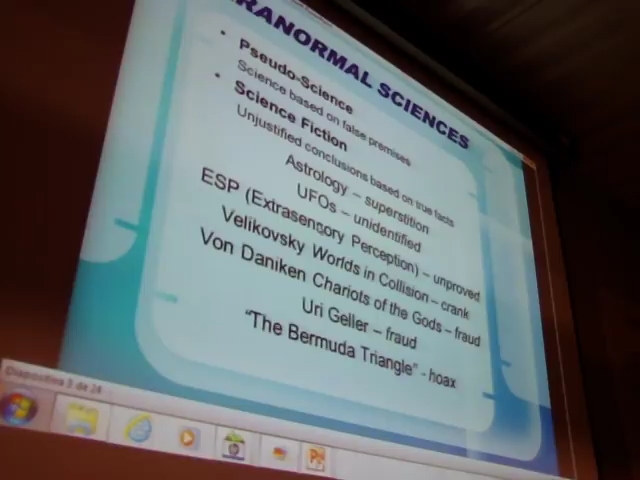 RANORMAL SCIENCES
• Pseudo-Science
Science based on false premises
• Science Fiction
Unjustified conclusions based on true facts
Astrology – superstition
UFOs – unidentified
ESP (Extrasensory Perception) – unproved
Velikovsky Worlds in Collision – crank
Von Daniken Chariots of the Gods – fraud
Uri Geller – fraud
"The Bermuda Triangle" - hoax
Diapositiva 5 de 24